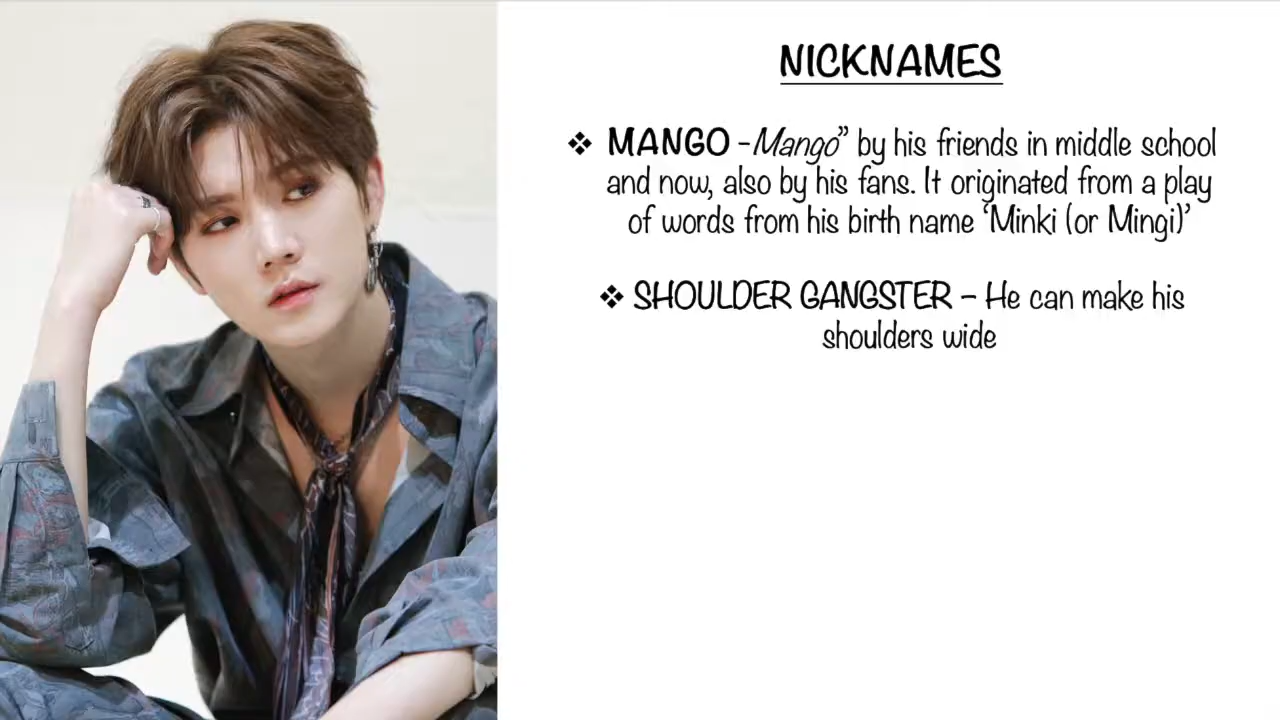 NICKNAMES
❖ MANGO -Mango” by his friends in middle school
and now, also by his fans. It originated from a play
of words from his birth name ‘Minki (or Mingi)’
❖ SHOULDER GANGSTER – He can make his
shoulders wide